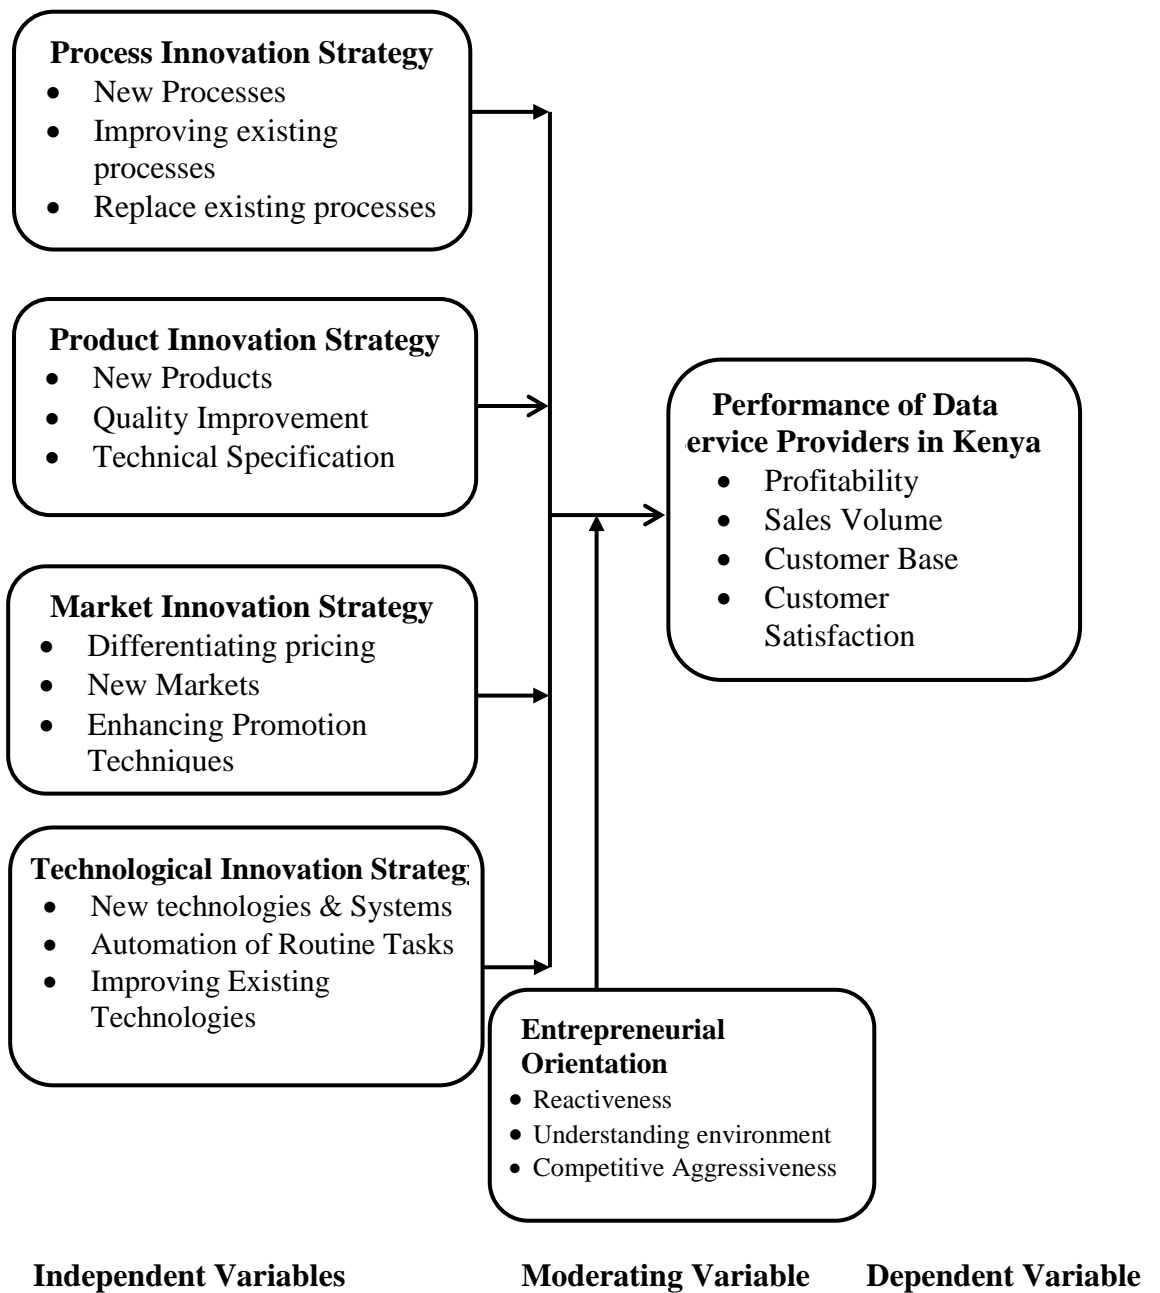 Process Innovation Strategy
• New Processes
• Improving existing
processes
• Replace existing processes
Product Innovation Strategy
• New Products
• Quality Improvement
• Technical Specification
Market Innovation Strategy
• Differentiating pricing
• New Markets
• Enhancing Promotion
Techniques
Technological Innovation Strateg
• New technologies & Systems
• Automation of Routine Tasks
• Improving Existing
Technologies
Performance of Data
ervice Providers in Kenya
• Profitability
• Sales Volume
• Customer Base
• Customer
Satisfaction
Entrepreneurial
Orientation
• Reactiveness
• Understanding environment
• Competitive Aggressiveness
Independent Variables Moderating Variable Dependent Variable